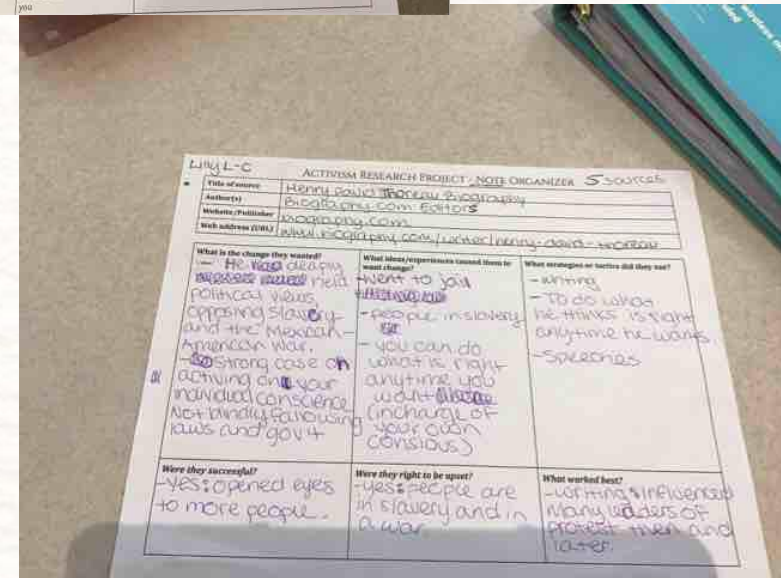 you
Lilly L-C
ACTIVISM RESEARCH PROJECT - NOTE ORGANIZER 5 sources
Title of source Henry David Thoreau Biography
Author(s) Biography.com Editors
Website/Publisher biography.com
Web address (URL) www.biography.com/writer/henry-david-thoreau
What is the change they wanted?
- He had deaply
held
political views,
opposing slavery
and the Mexican-
American War.
- Strong case on
activing on your
individual conscience
Not blindly fallowing
laws and gov't
What ideas/experiences caused them to
want change?
- went to jail
- people in slavery
- you can do
what is right
anytime you
want
(incharge of
your own
consious)
What strategies or tactics did they use?
- writing
- To do what
he thinks is right
anytime he wants.
- Speeches
Were they successful?
- yes: opened eyes
to more people.
Were they right to be upset?
- yes: people are
in slavery and in
a war.
What worked best?
- writing & influenced
many leaders of
protest then and
later.